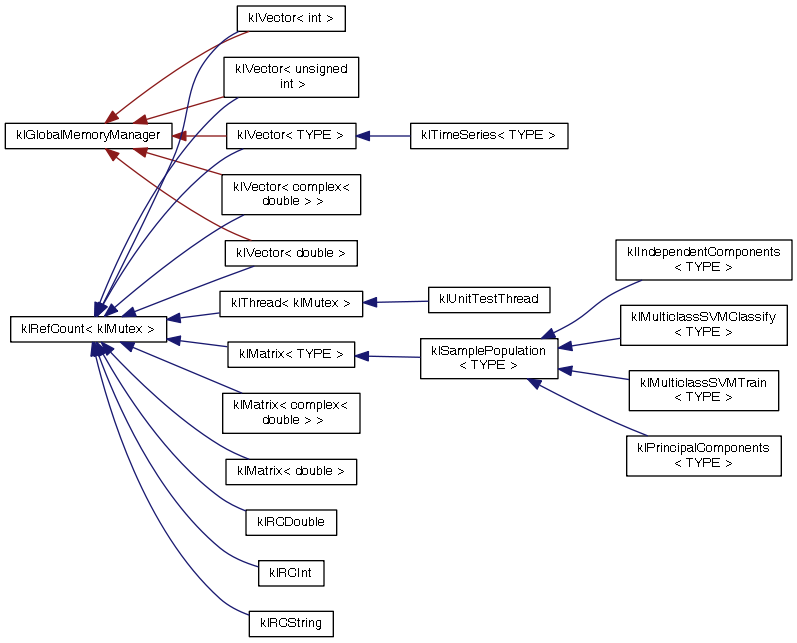 klVector< int >
klVector< unsigned
int >
klGlobalMemoryManager
klVector< TYPE >
klTimeSeries< TYPE >
klVector< complex<
double > >
klVector< double >
klIndependentComponents
< TYPE >
klThread< klMutex >
klUnitTestThread
klRefCount< klMutex >
klMulticlassSVMClassify
< TYPE >
klMatrix< TYPE >
klSamplePopulation
< TYPE >
klMulticlassSVMTrain
< TYPE >
klMatrix< complex<
double > >
klPrincipalComponents
< TYPE >
klMatrix< double >
klRCDouble
klRCInt
klRCString